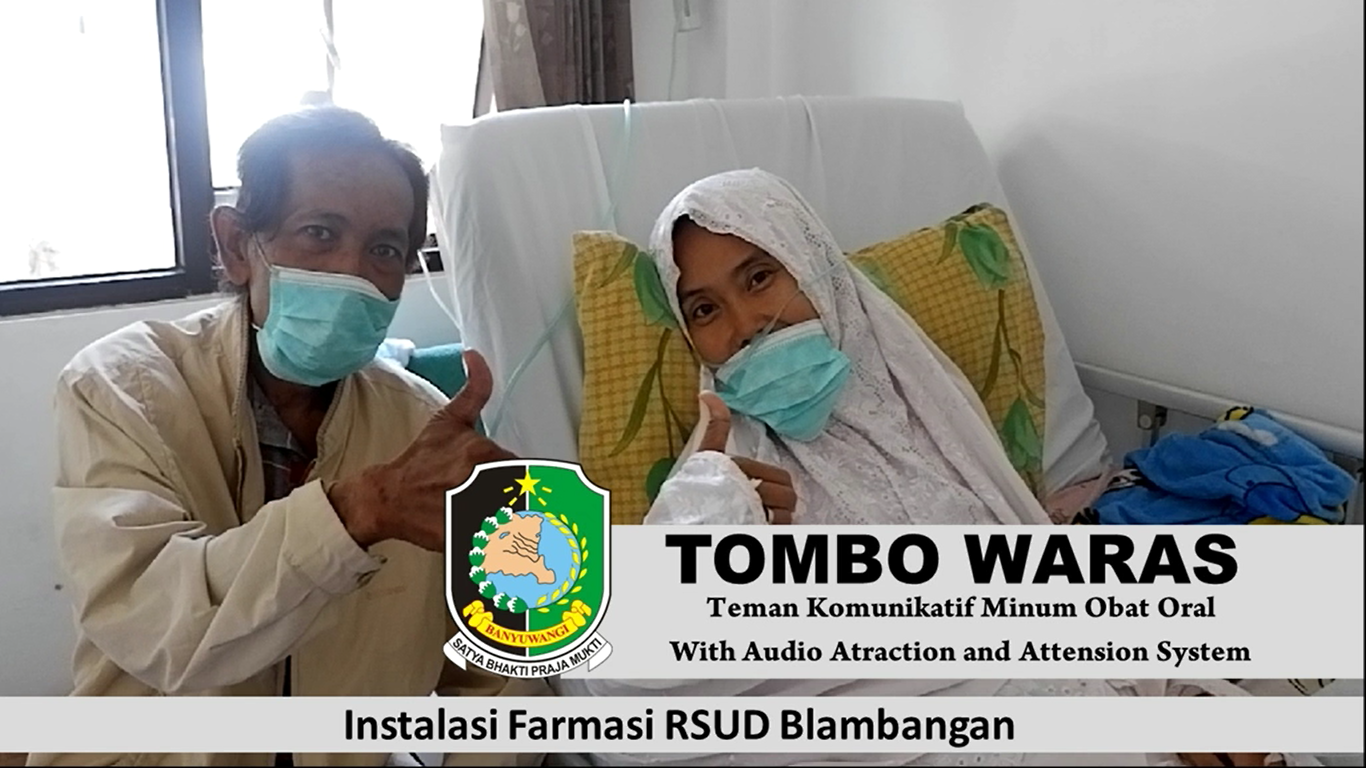 TOMBO WARAS
Teman Komunikatif Minum Obat Oral
With Audio Atraction and Attension System
BANYUWANGI
SATYA BHAKTI PRAJA MUKTI
Instalasi Farmasi RSUD Blambangan